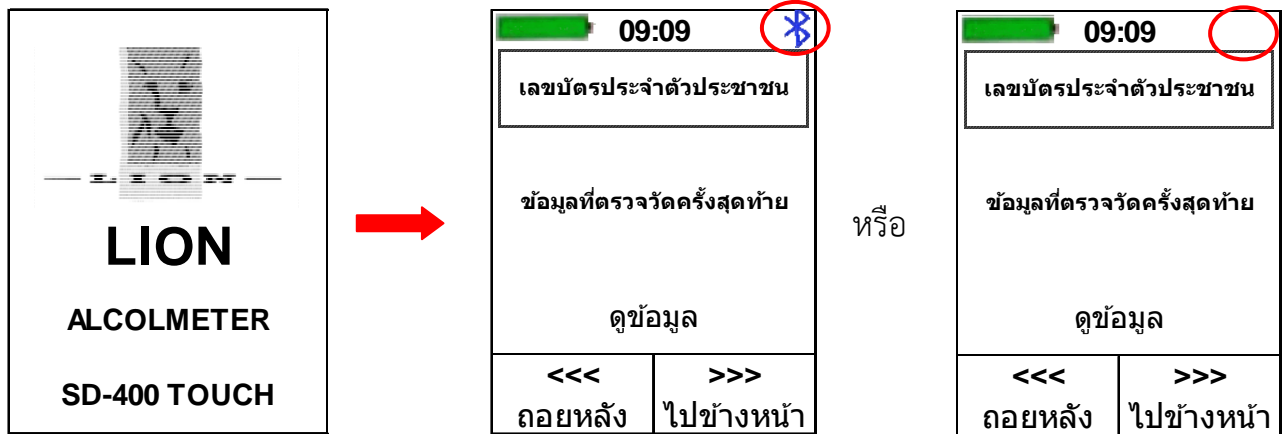 LION
LION
ALCOLMETER
SD-400 TOUCH
09:09
เลขบัตรประจำตัวประชาชน
ข้อมูลที่ตรวจวัดครั้งสุดท้าย
ดูข้อมูล
<<< >>>
ถอยหลัง ไปข้างหน้า
หรือ
09:09
เลขบัตรประจำตัวประชาชน
ข้อมูลที่ตรวจวัดครั้งสุดท้าย
ดูข้อมูล
<<< >>>
ถอยหลัง ไปข้างหน้า